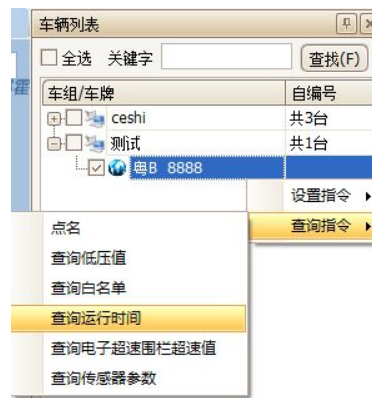 车辆列表
全选 关键字 查找(F)
车组/车牌 自编号
ceshi 共3台
测试 共1台
粤B 8888
设置指令
查询指令
点名
查询低压值
查询白名单
查询运行时间
查询电子超速围栏超速值
查询传感器参数